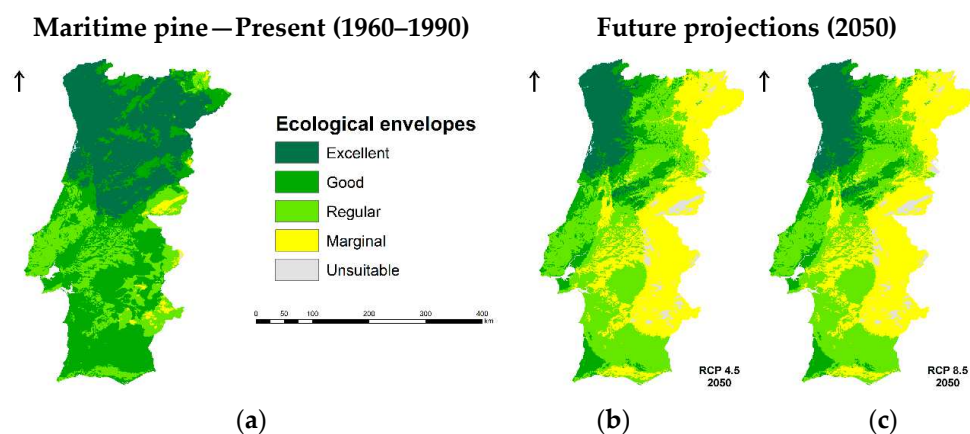 Maritime pine—Present (1960–1990)
Future projections (2050)
Ecological envelopes
Excellent
Good
Regular
Marginal
Unsuitable
0 50 100 200 300 400
km
RCP 4.5
2050
RCP 8.5
2050
(a)
(b)
(c)